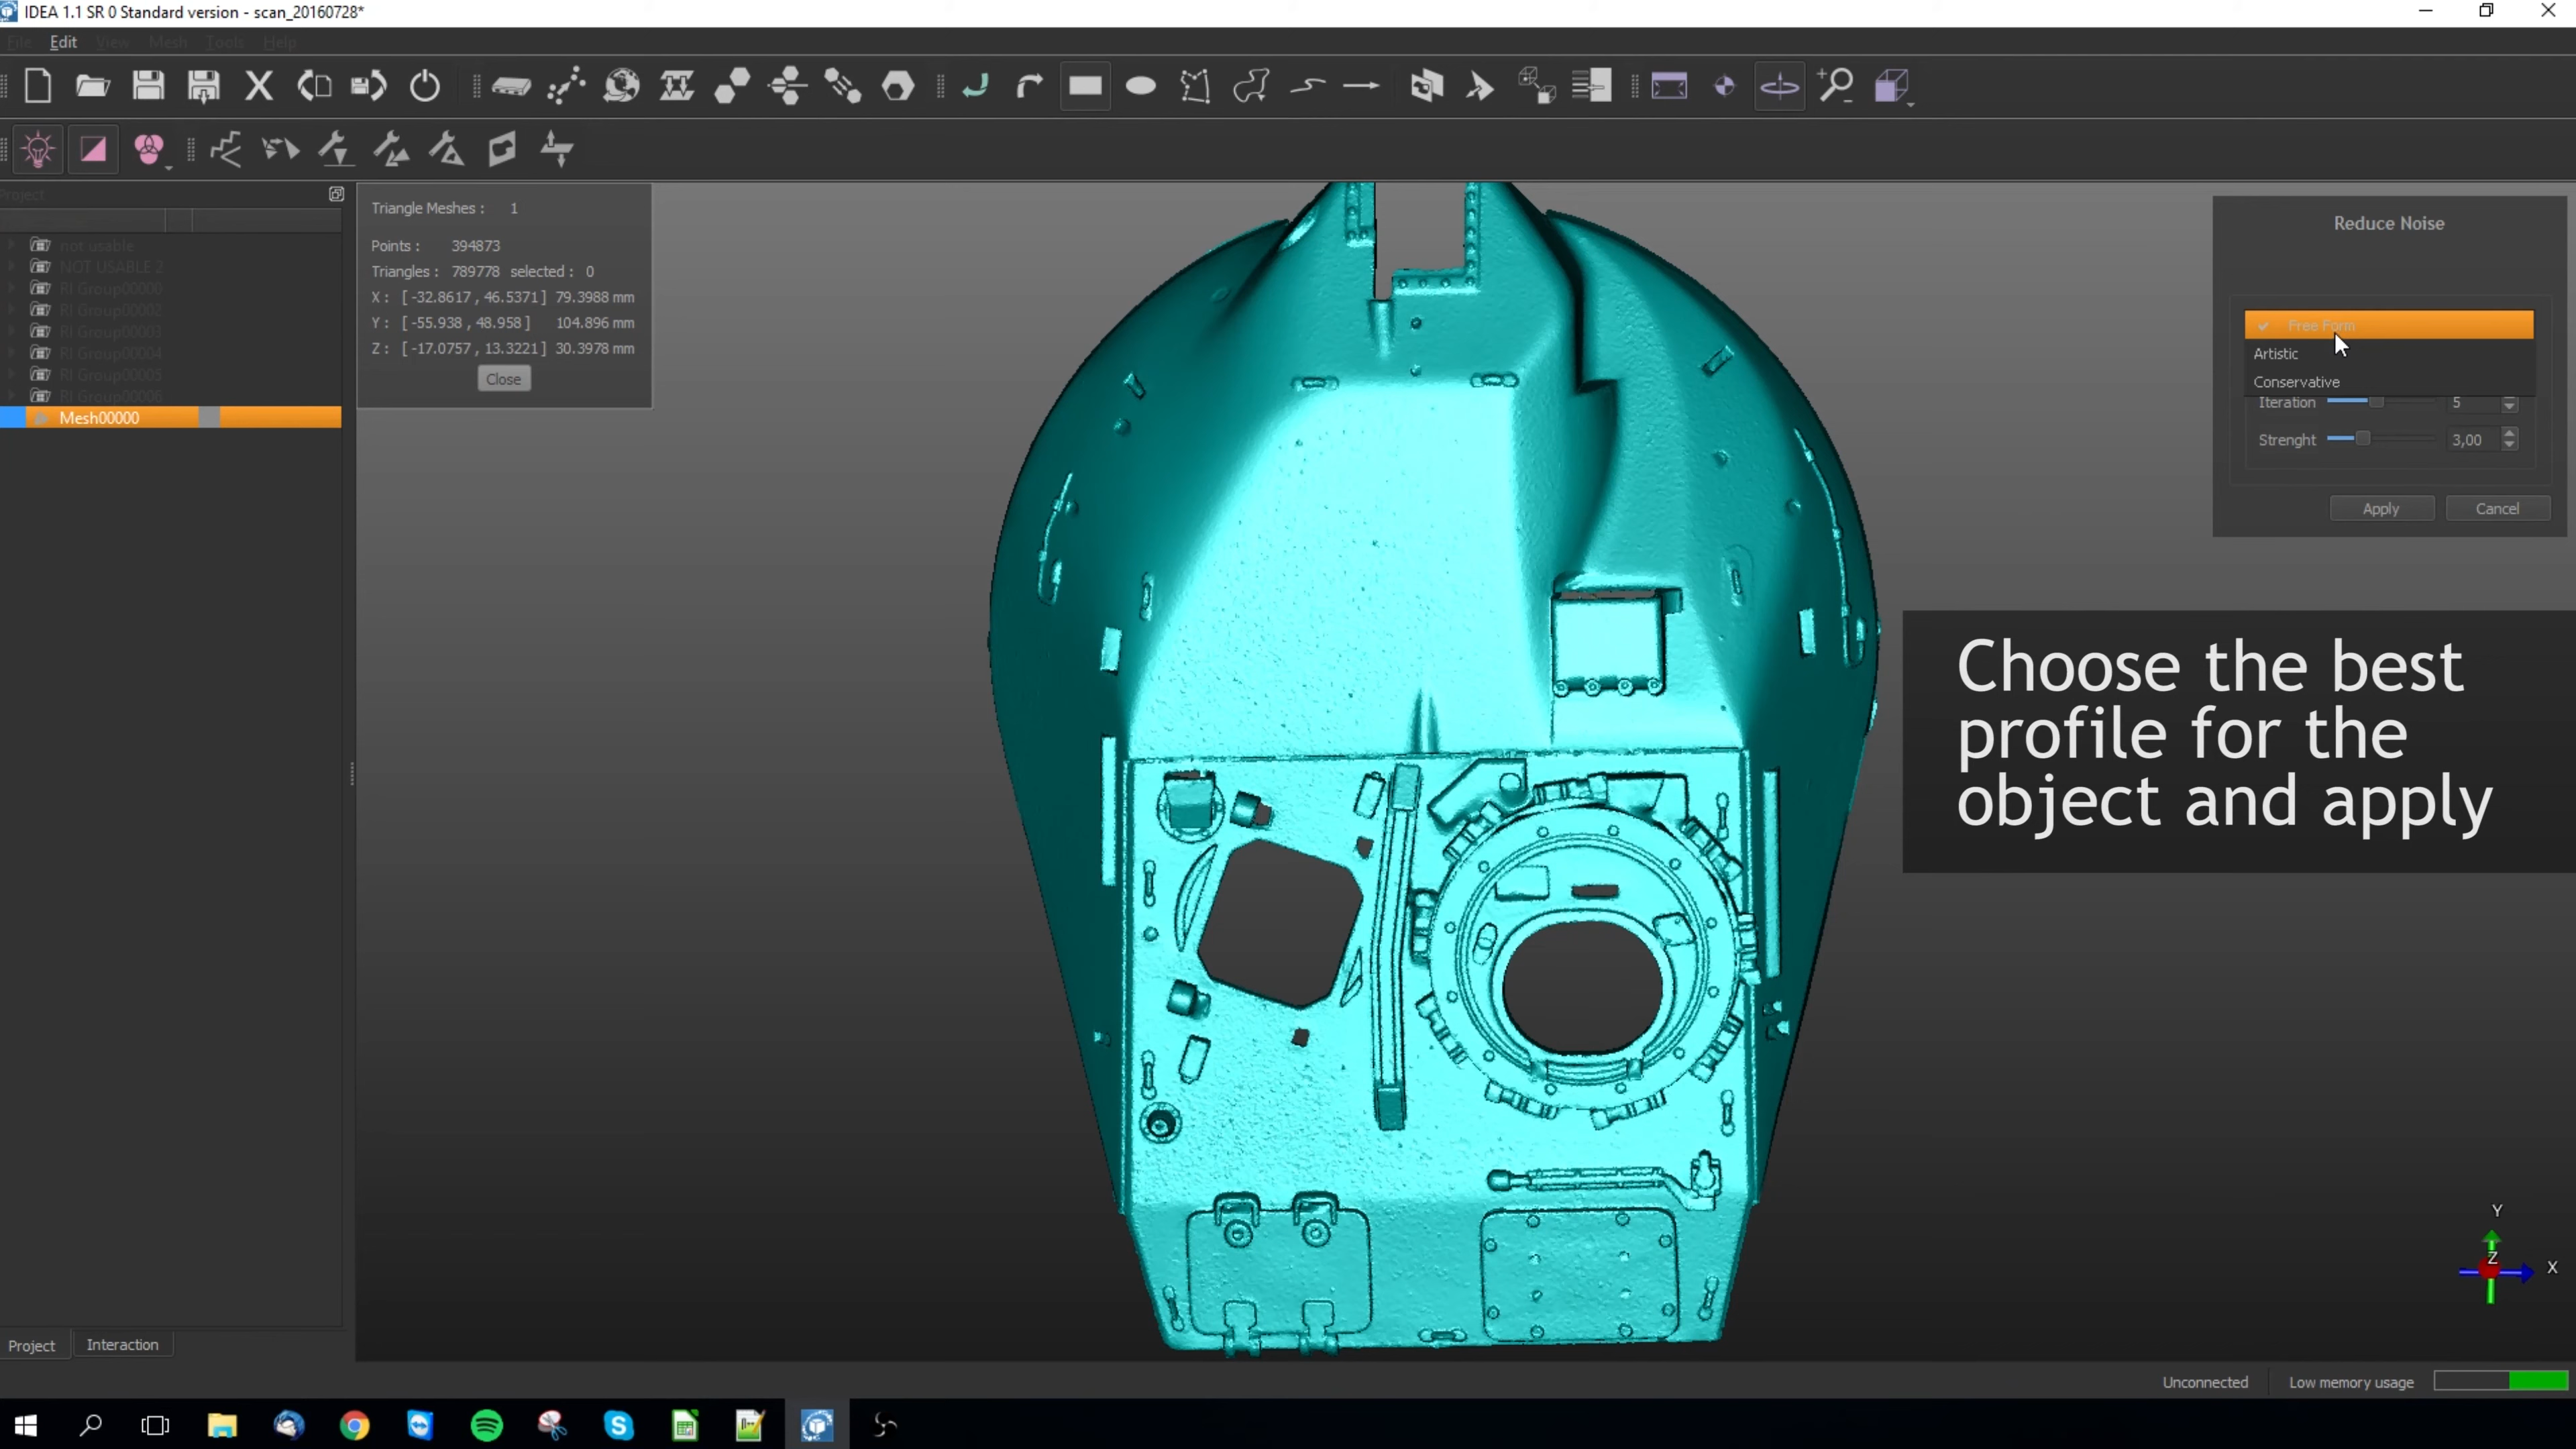 IDEA 1.1 SR 0 Standard version - scan_20160728*
File Edit View Mesh Tools Help
Project
not usable
NOT USABLE 2
RI Group00000
RI Group00002
RI Group00003
RI Group00004
RI Group00005
RI Group00006
Mesh00000
Triangle Meshes : 1
Points : 394873
Triangles : 789778 selected : 0
X : [ -32.8617 , 46.5371 ] 79.3988 mm
Y : [ -55.938 , 48.958 ] 104.896 mm
Z : [ -17.0757 , 13.3221 ] 30.3978 mm
Close
Reduce Noise
Free Form
Artistic
Conservative
Iteration 5
Strenght 3,00
Apply Cancel
Choose the best
profile for the
object and apply
Y
Z
X
Project Interaction
Unconnected Low memory usage